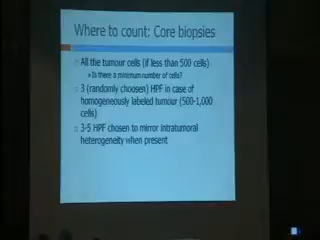 Where to count: Core biopsies
All the tumour cells (if less than 500 cells)
Is there a minimum number of cells?
3 (randomly choosen) HPF in case of
homogeneously labeled tumour (500-1,000
cells)
3-5 HPF chosen to mirror intratumoral
heterogeneity when present